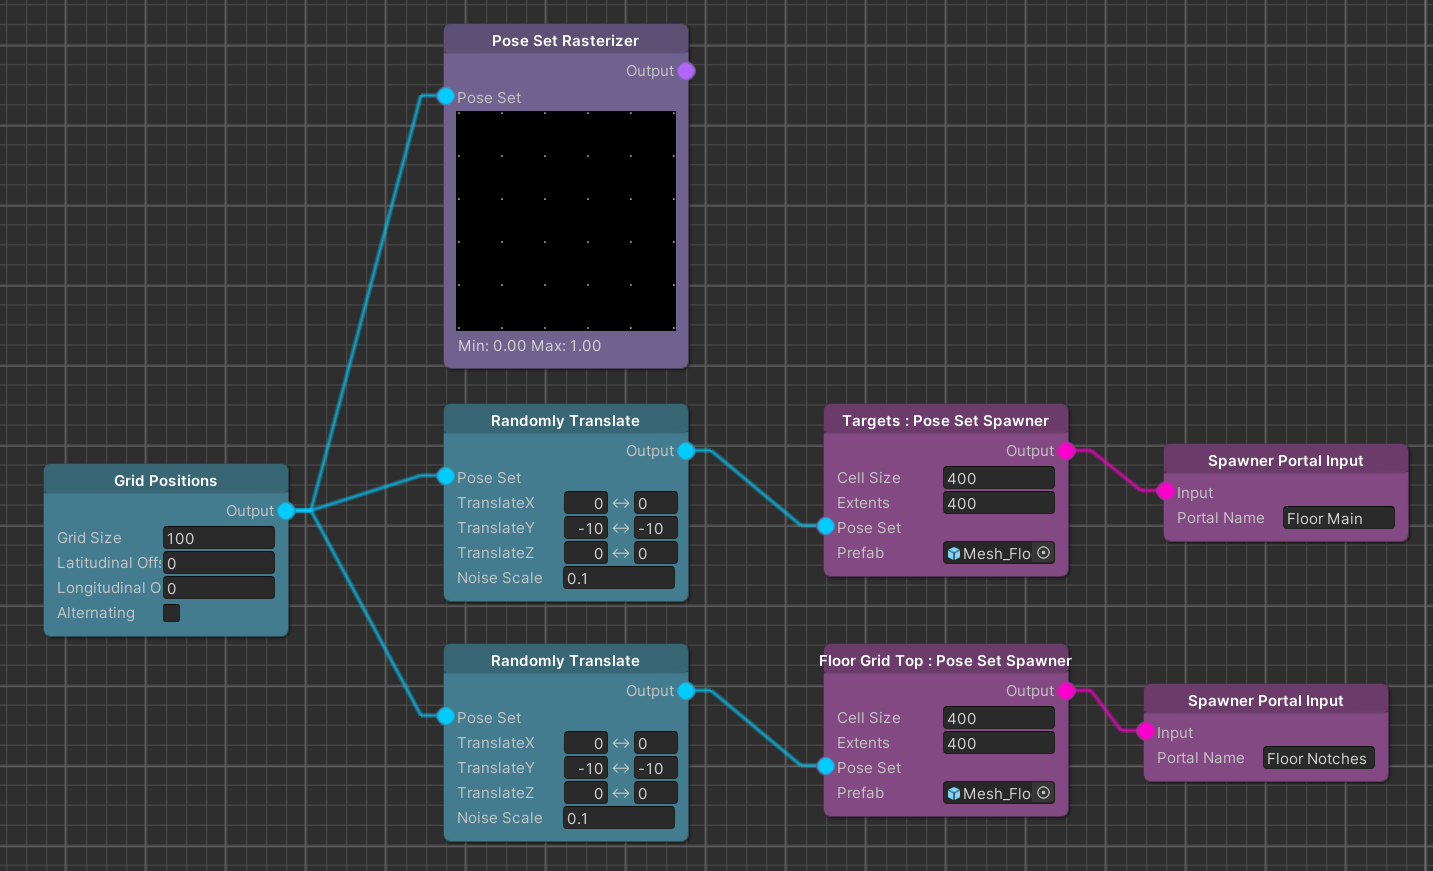 Pose Set Rasterizer
Output
Pose Set
Min: 0.00 Max: 1.00
Grid Positions
Output
Grid Size 100
Latitudinal Offs 0
Longitudinal O 0
Alternating
Randomly Translate
Output
Pose Set
TranslateX 0 ↔ 0
TranslateY -10 ↔ -10
TranslateZ 0 ↔ 0
Noise Scale 0.1
Targets : Pose Set Spawner
Output
Cell Size 400
Extents 400
Pose Set
Prefab Mesh_Flo
Spawner Portal Input
Input
Portal Name Floor Main
Randomly Translate
Output
Pose Set
TranslateX 0 ↔ 0
TranslateY -10 ↔ -10
TranslateZ 0 ↔ 0
Noise Scale 0.1
Floor Grid Top : Pose Set Spawner
Output
Cell Size 400
Extents 400
Pose Set
Prefab Mesh_Flo
Spawner Portal Input
Input
Portal Name Floor Notches